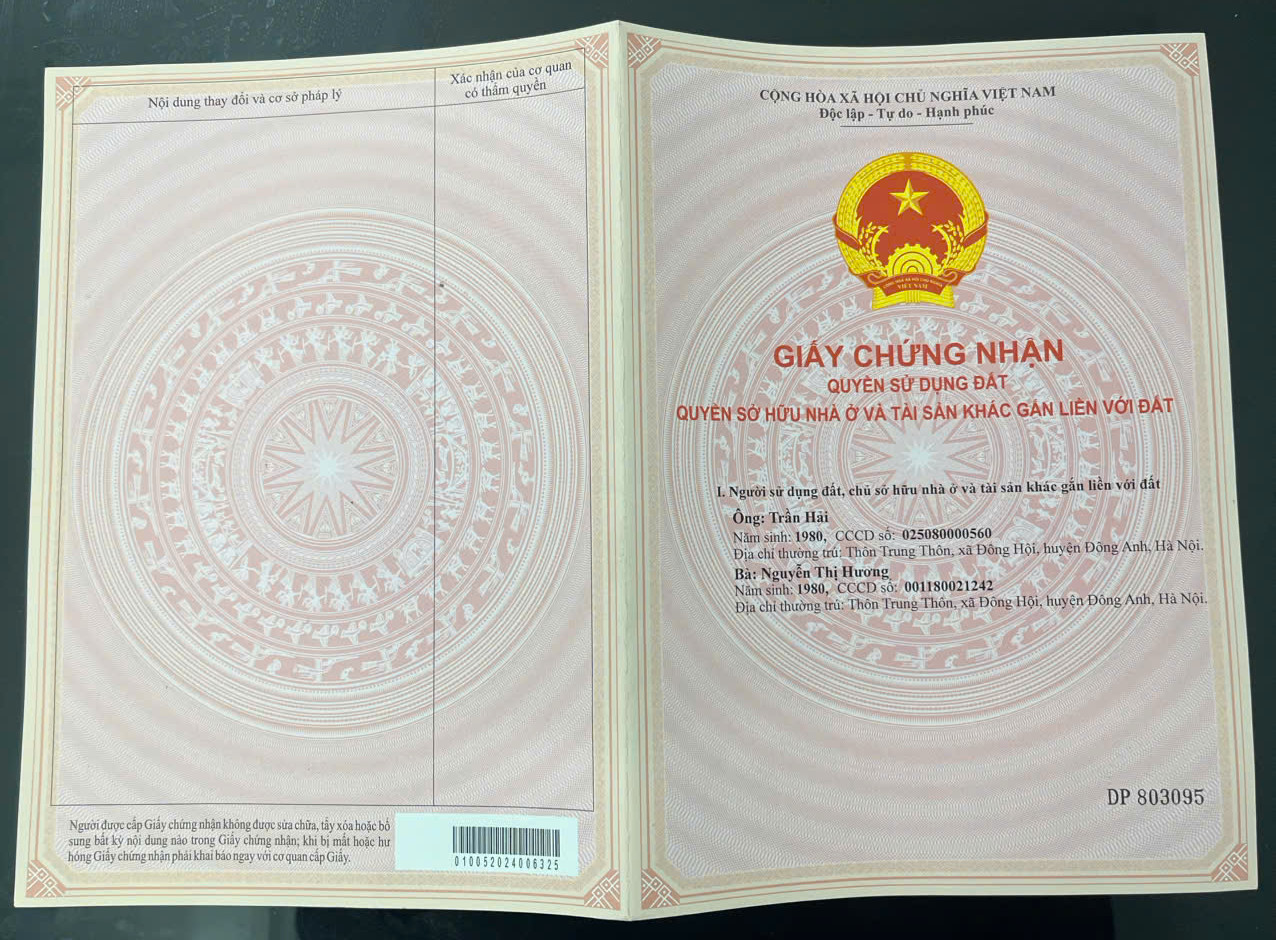 Nội dung thay đổi và cơ sở pháp lý
Xác nhận của cơ quan
có thẩm quyền
Người được cấp Giấy chứng nhận không được sửa chữa, tẩy xóa hoặc bổ
sung bất kỳ nội dung nào trong Giấy chứng nhận; khi bị mất hoặc hư
hỏng Giấy chứng nhận phải khai báo ngay với cơ quan cấp Giấy.
010052024006325
CỘNG HÒA XÃ HỘI CHỦ NGHĨA VIỆT NAM
Độc lập - Tự do - Hạnh phúc
CỘNG HÒA XÃ HỘI CHỦ NGHĨA
VIỆT NAM
GIẤY CHỨNG NHẬN
QUYỀN SỬ DỤNG ĐẤT
QUYỀN SỞ HỮU NHÀ Ở VÀ TÀI SẢN KHÁC GẮN LIỀN VỚI ĐẤT
I. Người sử dụng đất, chủ sở hữu nhà ở và tài sản khác gắn liền với đất
Ông: Trần Hải
Năm sinh: 1980, CCCD số: 025080000560
Địa chỉ thường trú: Thôn Trung Thôn, xã Đông Hội, huyện Đông Anh, Hà Nội.
Bà: Nguyễn Thị Hương
Năm sinh: 1980, CCCD số: 001180021242
Địa chỉ thường trú: Thôn Trung Thôn, xã Đông Hội, huyện Đông Anh, Hà Nội.
DP 803095